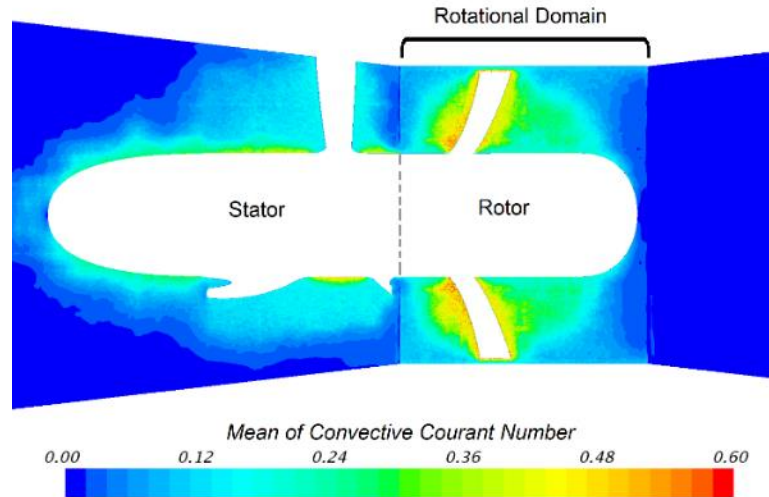 Rotational Domain
Stator
Rotor
Mean of Convective Courant Number
0.00 0.12 0.24 0.36 0.48 0.60